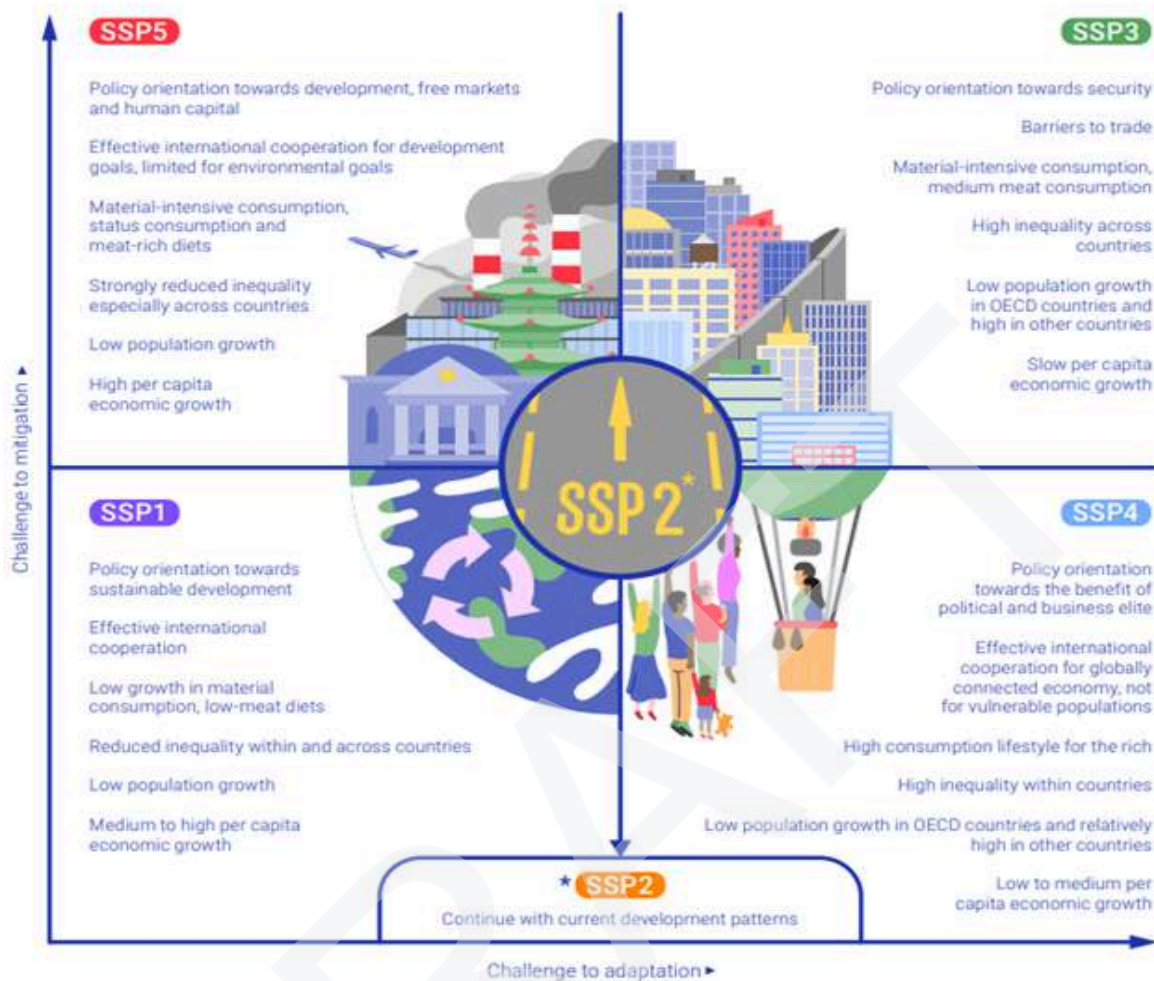 SSP5
Policy orientation towards development, free markets
and human capital
Effective international cooperation for development
goals, limited for environmental goals
Material-intensive consumption,
status consumption and
meat-rich diets
Strongly reduced inequality
especially across countries
Low population growth
High per capita
economic growth
SSP3
Policy orientation towards security
Barriers to trade
Material-intensive consumption,
medium meat consumption
High inequality across
countries
Low population growth
in OECD countries and
high in other countries
Slow per capita
economic growth
Challenge to mitigation ▸
SSP2*
SSP1
Policy orientation towards
sustainable development
Effective international
cooperation
Low growth in material
consumption, low-meat diets
Reduced inequality within and across countries
Low population growth
Medium to high per capita
economic growth
SSP4
Policy orientation
towards the benefit of
political and business elite
Effective international
cooperation for globally
connected economy, not
for vulnerable populations
High consumption lifestyle for the rich
High inequality within countries
Low population growth in OECD countries and relatively
high in other countries
Low to medium per
capita economic growth
* SSP2
Continue with current development patterns
Challenge to adaptation ▸
DRAFT